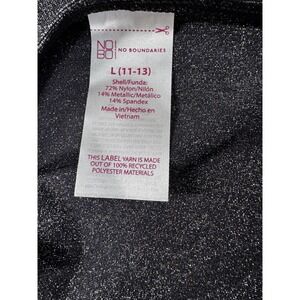 NO
BO
NO BOUNDARIES
L (11-13)
Shell/Funda:
72% Nylon/Nilón
14% Metallic/Metálico
14% Spandex
Made in/Hecho en
Vietnam
THIS LABEL YARN IS MADE
OUT OF 100% RECYCLED
POLYESTER MATERIALS